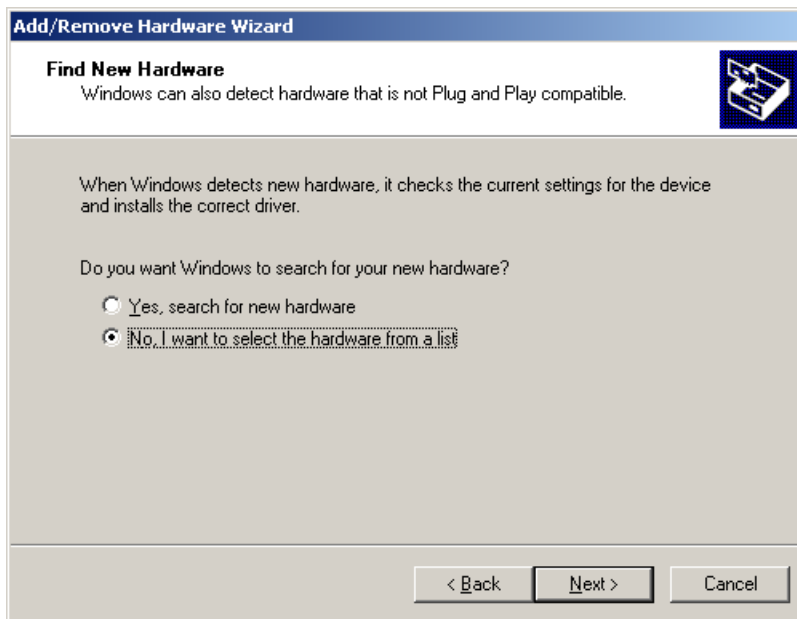 Add/Remove Hardware Wizard
Find New Hardware
Windows can also detect hardware that is not Plug and Play compatible.
When Windows detects new hardware, it checks the current settings for the device
and installs the correct driver.
Do you want Windows to search for your new hardware?
Yes, search for new hardware
No, I want to select the hardware from a list
< Back Next > Cancel